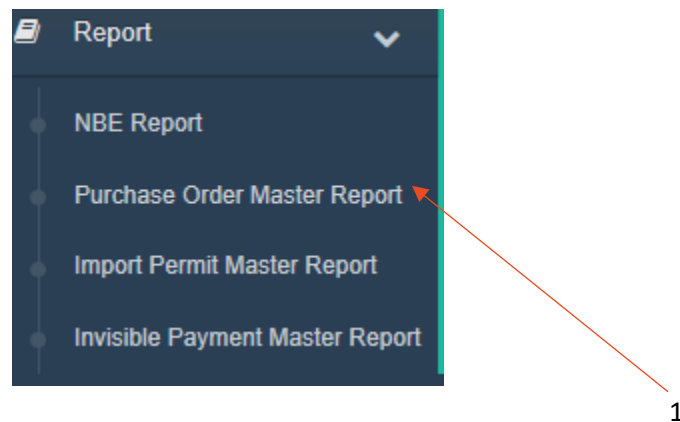 Report
NBE Report
Purchase Order Master Report
Import Permit Master Report
Invisible Payment Master Report
1